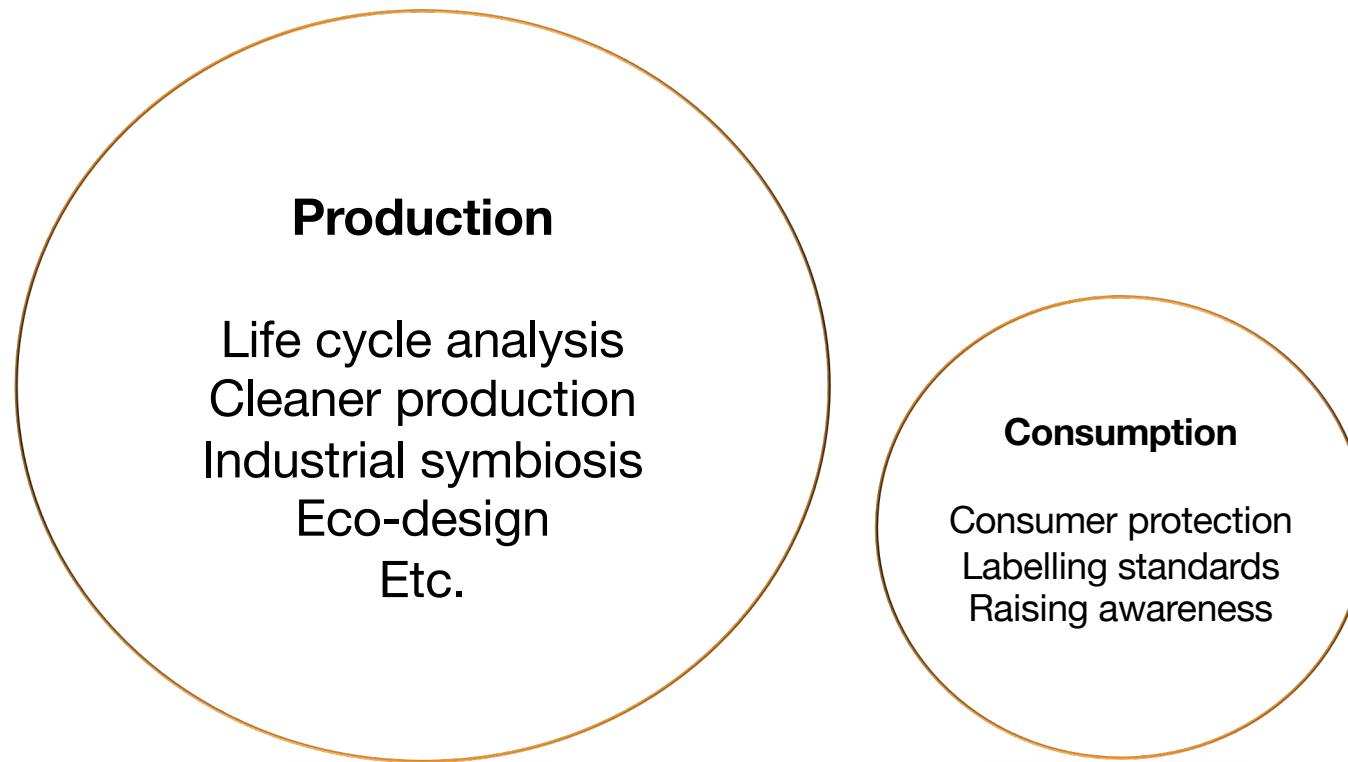 Production
Life cycle analysis
Cleaner production
Industrial symbiosis
Eco-design
Etc.
Consumption
Consumer protection
Labelling standards
Raising awareness